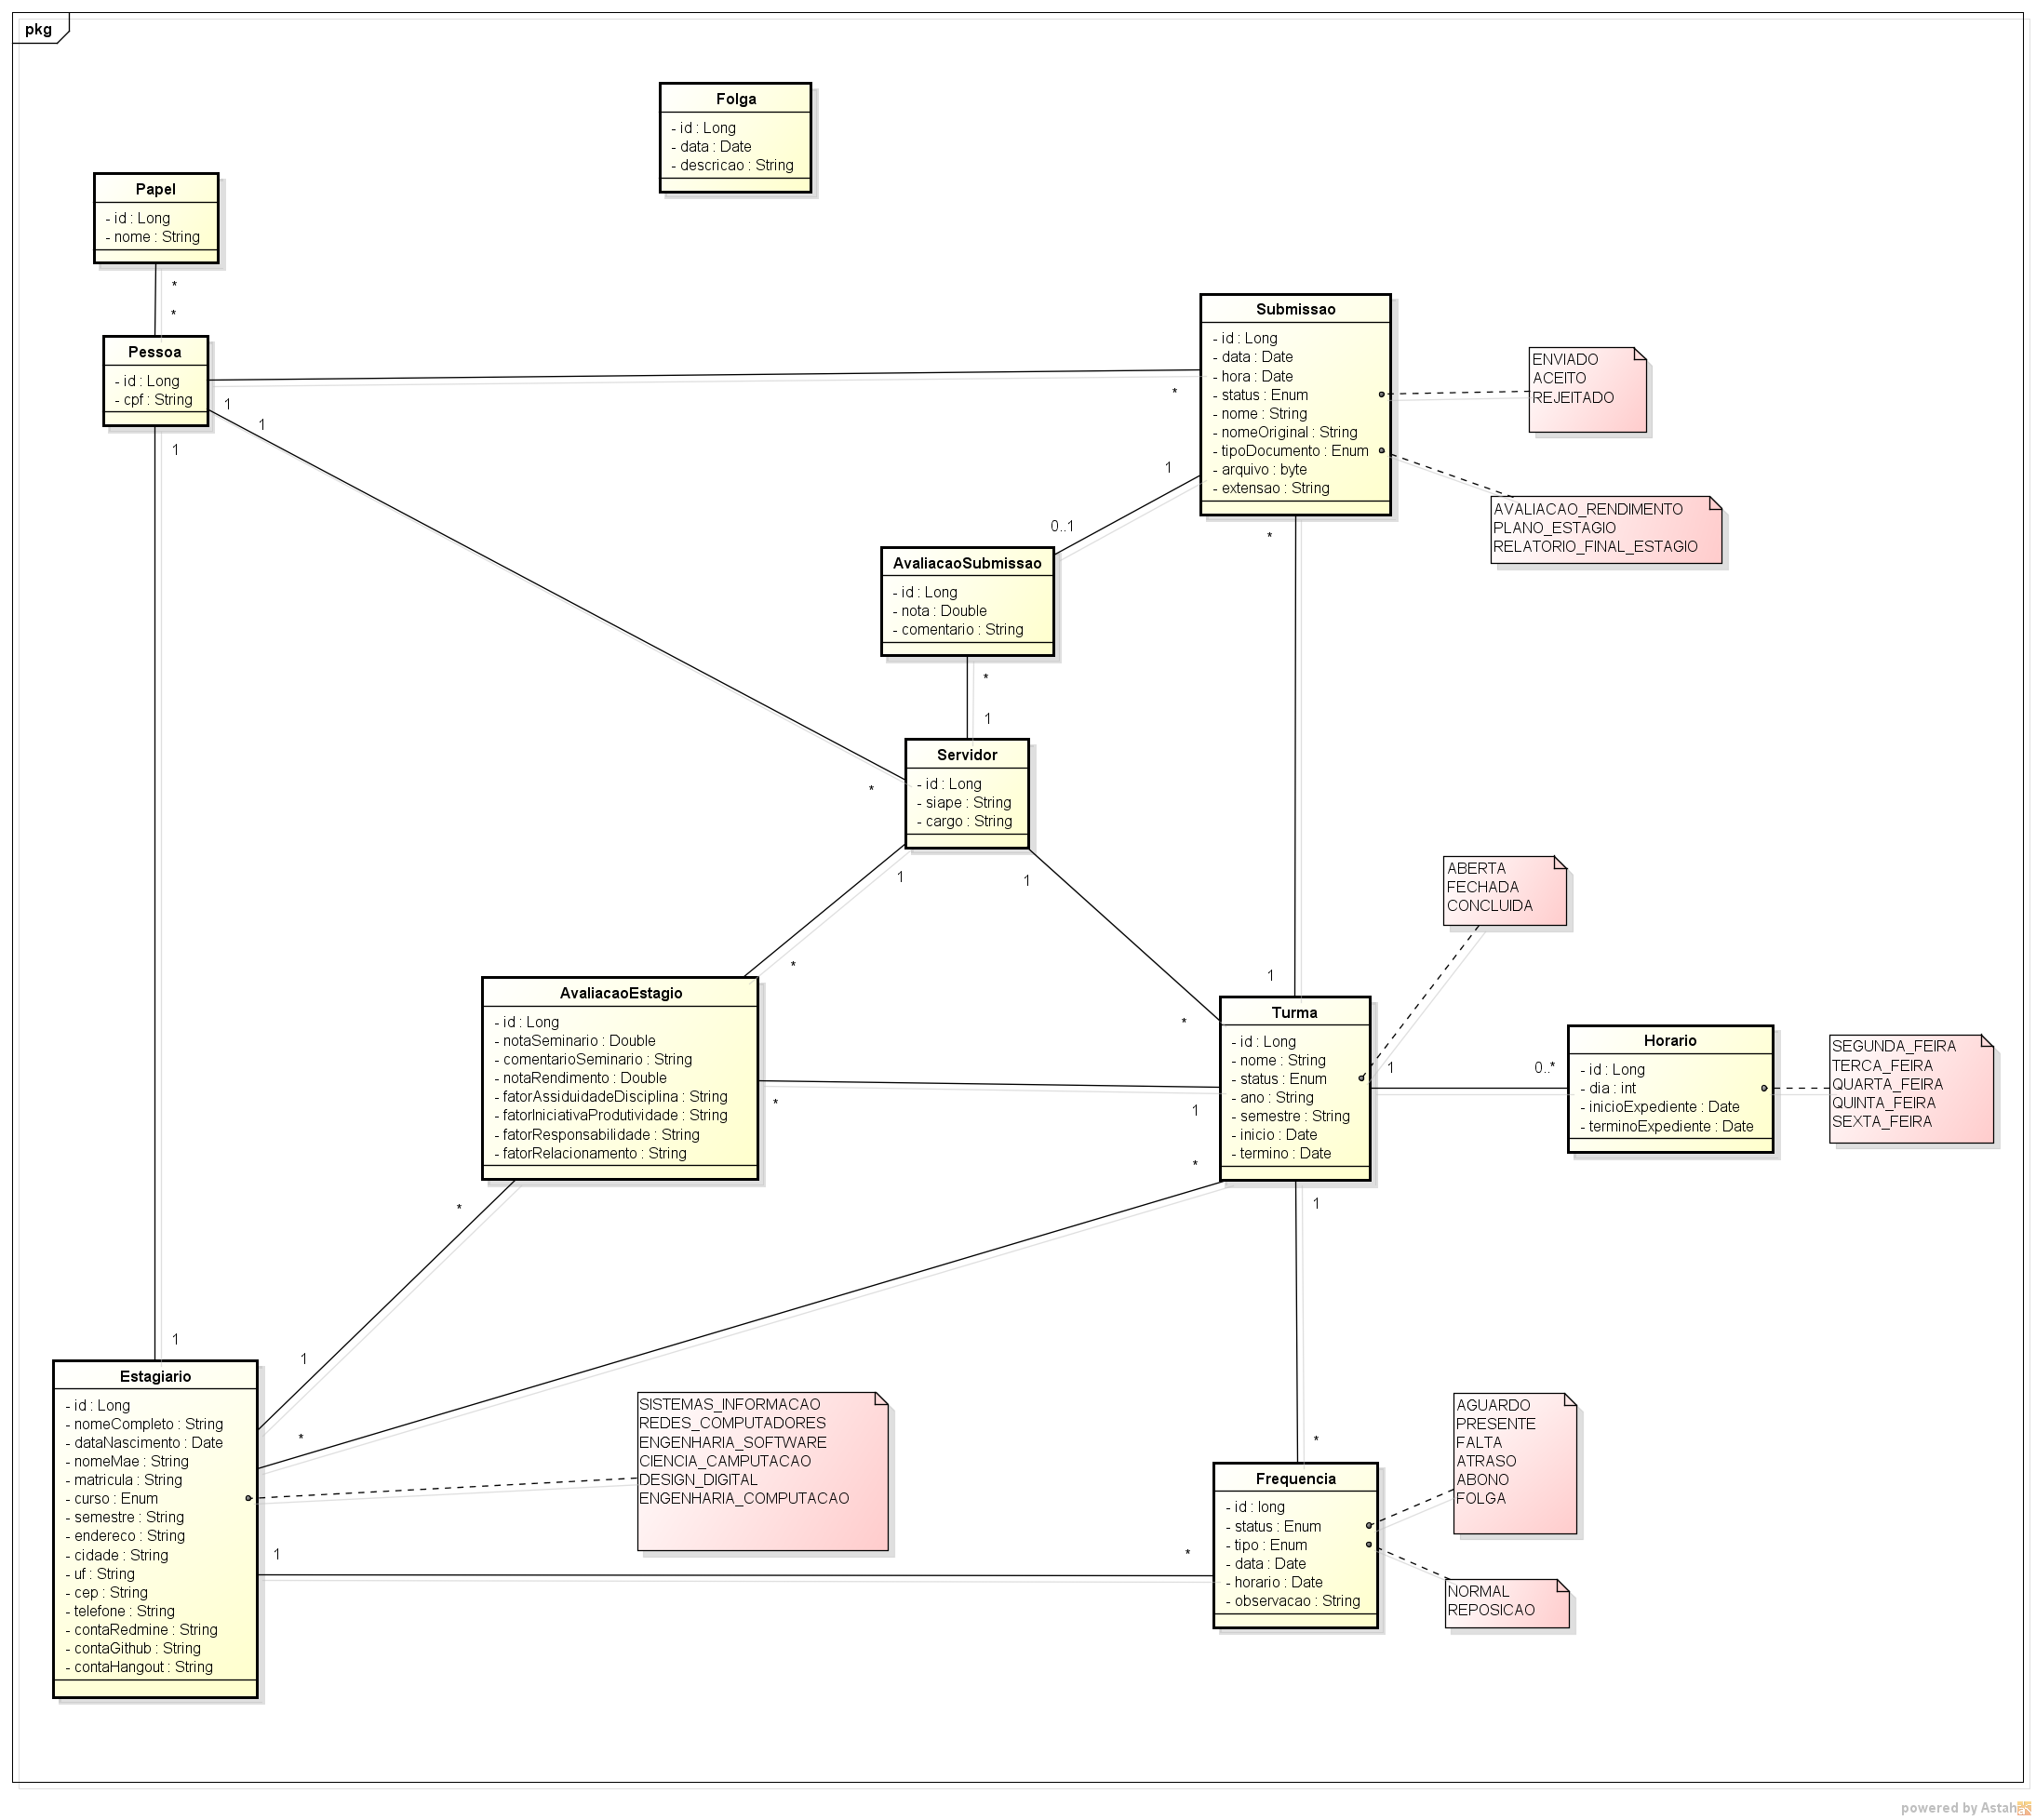 pkg
Folga
- id : Long
- data : Date
- descricao : String
Papel
- id : Long
- nome : String
*
*
Pessoa
- id : Long
- cpf : String
1
1
1
Submissao
- id : Long
- data : Date
- hora : Date
- status : Enum
- nome : String
- nomeOriginal : String
- tipoDocumento : Enum
- arquivo : byte
- extensao : String
*
1
*
ENVIADO
ACEITO
REJEITADO
AVALIACAO_RENDIMENTO
PLANO_ESTAGIO
RELATORIO_FINAL_ESTAGIO
0..1
AvaliacaoSubmissao
- id : Long
- nota : Double
- comentario : String
*
1
Servidor
- id : Long
- siape : String
- cargo : String
*
1
1
ABERTA
FECHADA
CONCLUIDA
*
AvaliacaoEstagio
- id : Long
- notaSeminario : Double
- comentarioSeminario : String
- notaRendimento : Double
- fatorAssiduidadeDisciplina : String
- fatorIniciativaProdutividade : String
- fatorResponsabilidade : String
- fatorRelacionamento : String
*
*
1
*
Turma
- id : Long
- nome : String
- status : Enum
- ano : String
- semestre : String
- inicio : Date
- termino : Date
1
*
1
1
0..*
Horario
- id : Long
- dia : int
- inicioExpediente : Date
- terminoExpediente : Date
SEGUNDA_FEIRA
TERCA_FEIRA
QUARTA_FEIRA
QUINTA_FEIRA
SEXTA_FEIRA
1
Estagiario
- id : Long
- nomeCompleto : String
- dataNascimento : Date
- nomeMae : String
- matricula : String
- curso : Enum
- semestre : String
- endereco : String
- cidade : String
- uf : String
- cep : String
- telefone : String
- contaRedmine : String
- contaGithub : String
- contaHangout : String
1
*
1
SISTEMAS_INFORMACAO
REDES_COMPUTADORES
ENGENHARIA_SOFTWARE
CIENCIA_CAMPUTACAO
DESIGN_DIGITAL
ENGENHARIA_COMPUTACAO
*
*
Frequencia
- id : long
- status : Enum
- tipo : Enum
- data : Date
- horario : Date
- observacao : String
AGUARDO
PRESENTE
FALTA
ATRASO
ABONO
FOLGA
NORMAL
REPOSICAO
powered by Astah